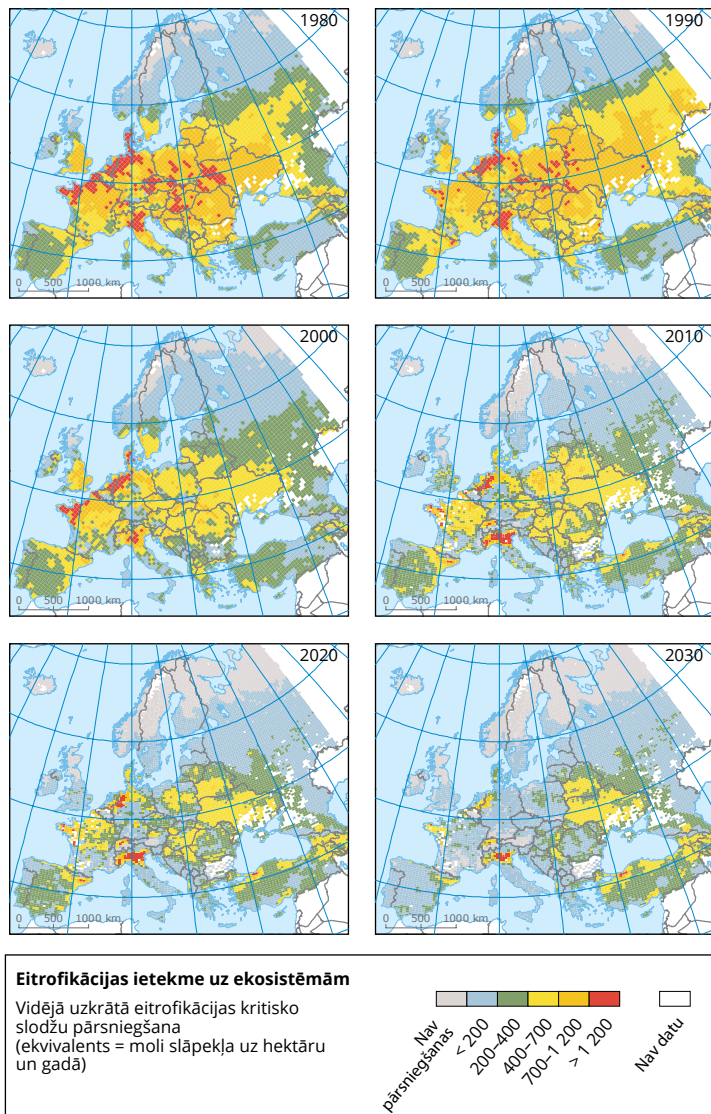 1980
0 500 1000 km
1990
0 500 1000 km
2000
0 500 1000 km
2010
0 500 1000 km
2020
0 500 1000 km
2030
0 500 1000 km
Eitrofikācijas ietekme uz ekosistēmām
Vidējā uzkrātā eitrofikācijas kritisko
slodžu pārsniegšana
(ekvivalents = moli slāpekļa uz hektāru
un gadā)
Nav
pārsniegšanas
< 200
200–400
400–700
700–1 200
> 1 200
Nav datu